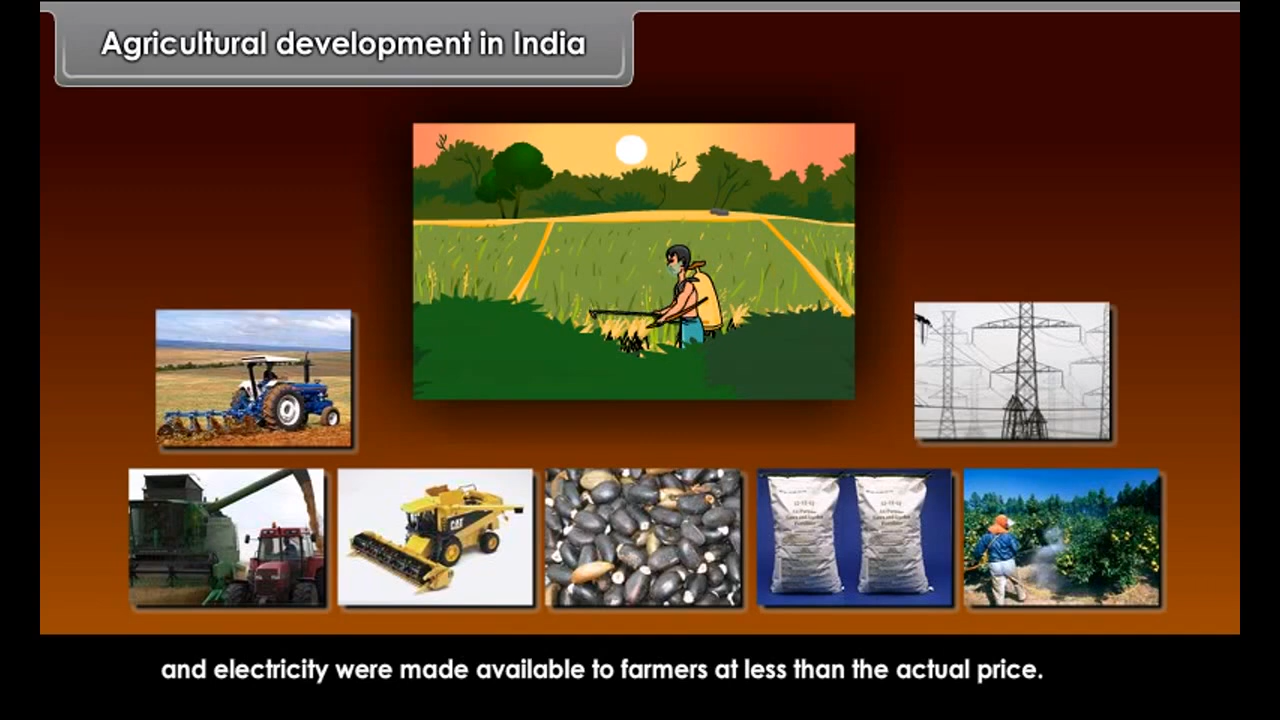 Agricultural development in India
CAT
and electricity were made available to farmers at less than the actual price.